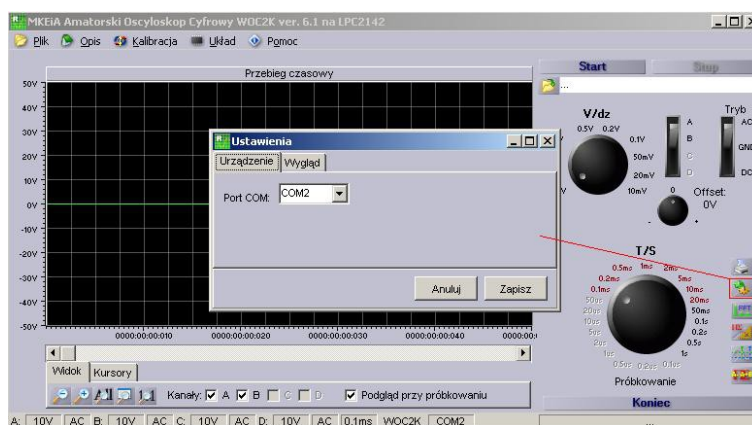 MKEiA Amatorski Oscyloskop Cyfrowy WOC2K ver. 6.1 na LPC2142
Plik Opis Kalibracja Układ Pomoc
Przebieg czasowy
50V
40V
30V
20V
10V
0V
-10V
-20V
-30V
-40V
-50V
0000:00:00:010 0000:00:00:020 0000:00:00:030 0000:00:00:040
Ustawienia
Urządzenie Wygląd
Port COM: COM2
Anuluj Zapisz
Start Stop
...
V/dz
0.5V 0.2V
0.1V
50mV
20mV
10mV
A
B
C
D
Tryb
AC
GND
DC
0
Offset:
0V
- +
T/S
0.5ms 1ms 2ms
0.2ms 5ms
0.1ms 10ms
50us 20ms
20us 50ms
10us 0.1s
5us 0.2s
2us 0.5s
1us 1s
0.5us 0.2us 0.1us
Próbkowanie
Koniec
Widok Kursory
1:1 Kanały: A B C D Podgląd przy próbkowaniu
A: 10V AC B: 10V AC C: 10V AC D: 10V AC 0.1ms WOC2K COM2
...